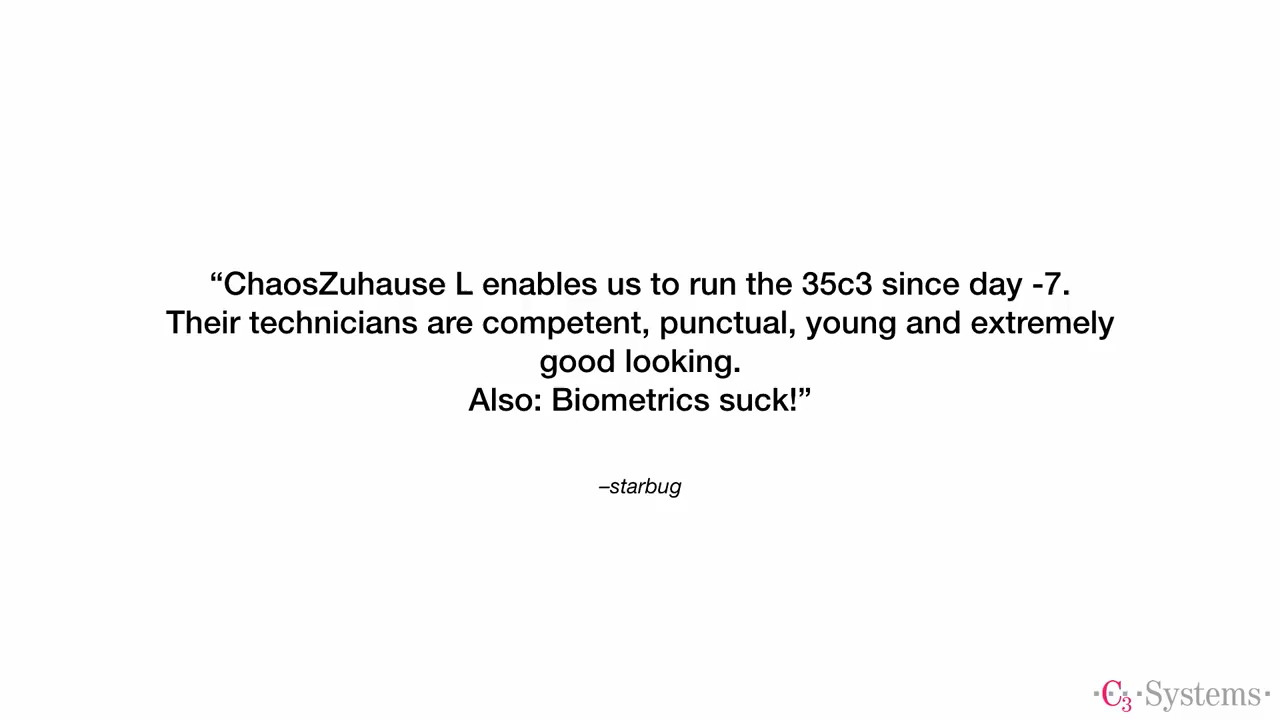 “ChaosZuhause L enables us to run the 35c3 since day -7.
Their technicians are competent, punctual, young and extremely
good looking.
Also: Biometrics suck!”
–starbug
·C3·Systems·